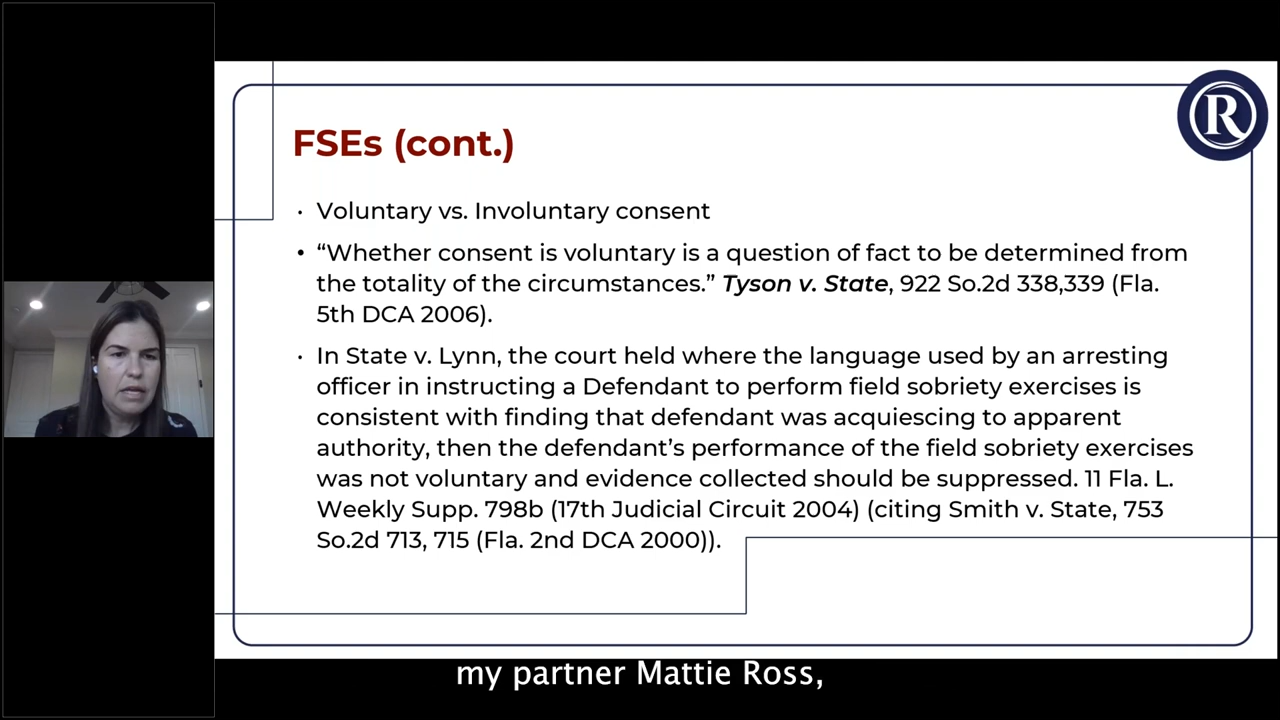 R
FSEs (cont.)
• Voluntary vs. Involuntary consent
• “Whether consent is voluntary is a question of fact to be determined from
the totality of the circumstances.” Tyson v. State, 922 So.2d 338,339 (Fla.
5th DCA 2006).
• In State v. Lynn, the court held where the language used by an arresting
officer in instructing a Defendant to perform field sobriety exercises is
consistent with finding that defendant was acquiescing to apparent
authority, then the defendant’s performance of the field sobriety exercises
was not voluntary and evidence collected should be suppressed. 11 Fla. L.
Weekly Supp. 798b (17th Judicial Circuit 2004) (citing Smith v. State, 753
So.2d 713, 715 (Fla. 2nd DCA 2000)).
my partner Mattie Ross,